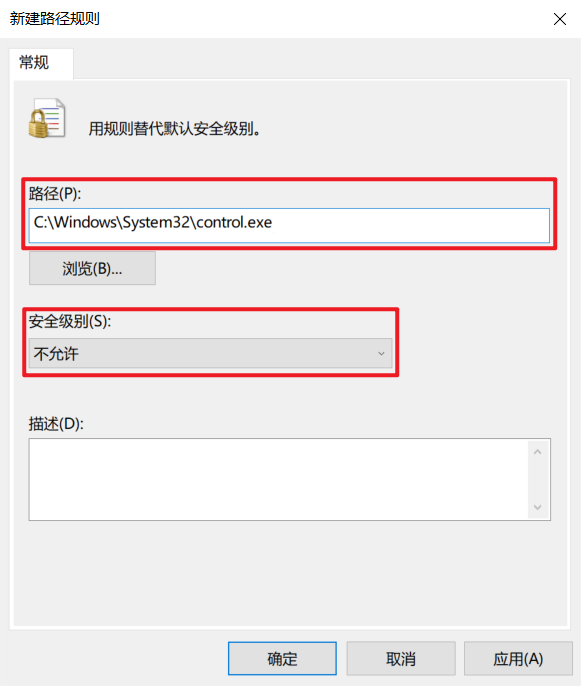 新建路径规则
常规
用规则替代默认安全级别。
路径(P):
C:\Windows\System32\control.exe
浏览(B)...
安全级别(S):
不允许
描述(D):
确定
取消
应用(A)